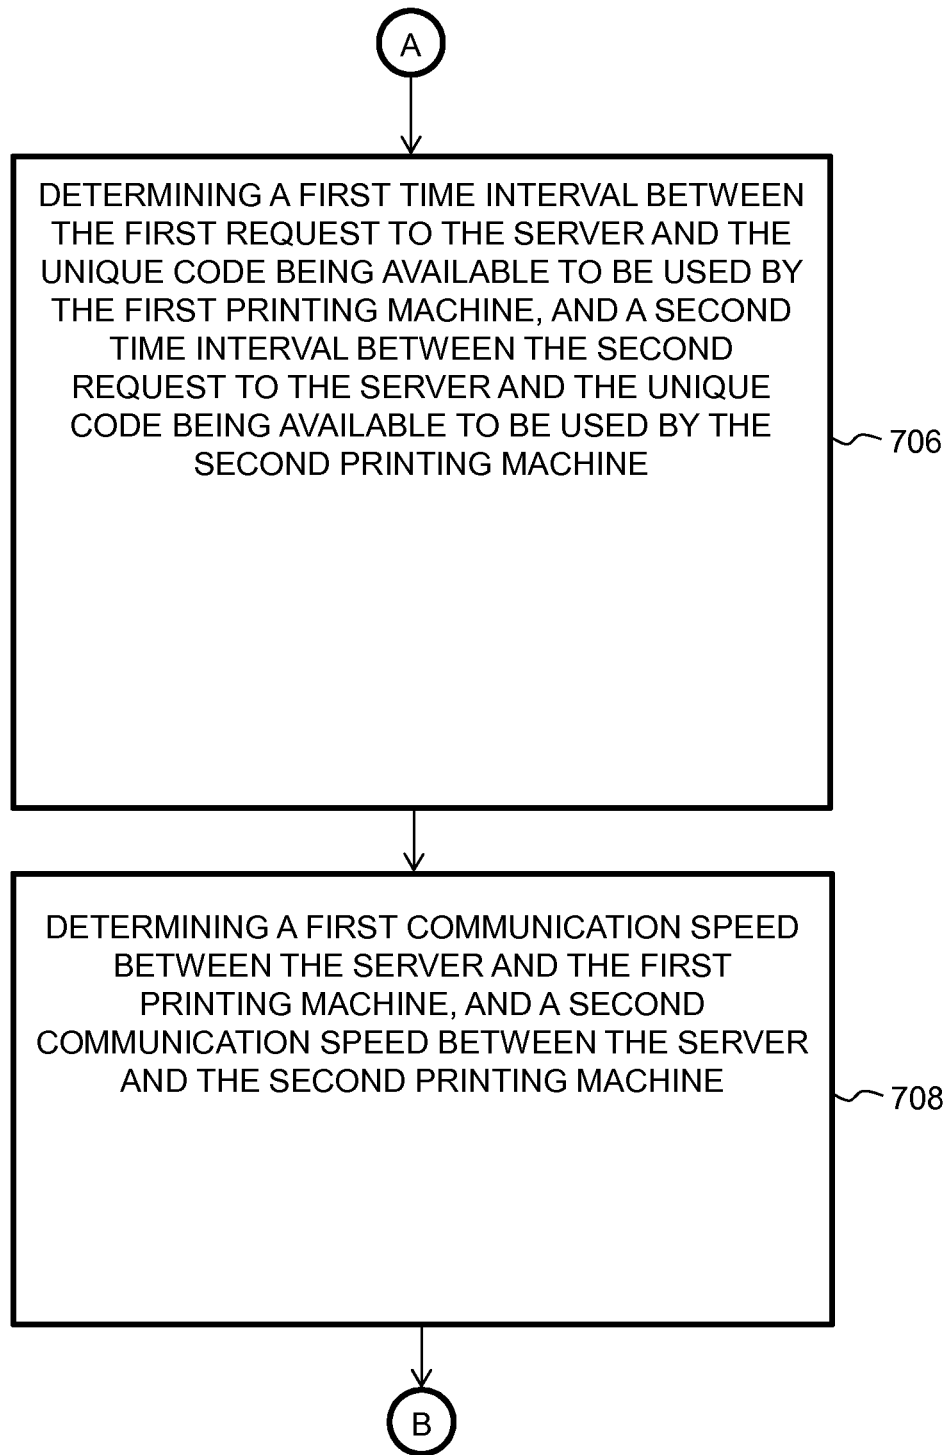 A
DETERMINING A FIRST TIME INTERVAL BETWEEN
THE FIRST REQUEST TO THE SERVER AND THE
UNIQUE CODE BEING AVAILABLE TO BE USED BY
THE FIRST PRINTING MACHINE, AND A SECOND
TIME INTERVAL BETWEEN THE SECOND
REQUEST TO THE SERVER AND THE UNIQUE
CODE BEING AVAILABLE TO BE USED BY THE
SECOND PRINTING MACHINE
706
DETERMINING A FIRST COMMUNICATION SPEED
BETWEEN THE SERVER AND THE FIRST
PRINTING MACHINE, AND A SECOND
COMMUNICATION SPEED BETWEEN THE SERVER
AND THE SECOND PRINTING MACHINE
708
B